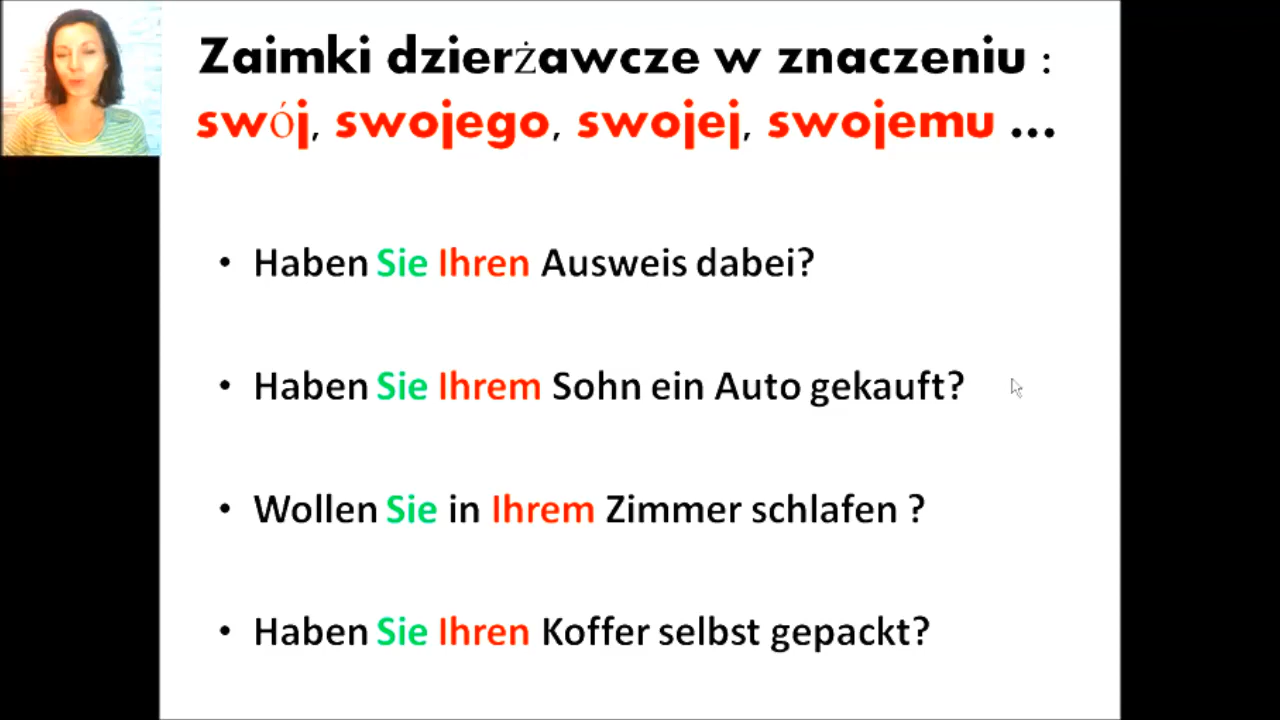 Zaimki dzierżawcze w znaczeniu :
swój, swojego, swojej, swojemu ...
• Haben Sie Ihren Ausweis dabei?
• Haben Sie Ihrem Sohn ein Auto gekauft?
• Wollen Sie in Ihrem Zimmer schlafen ?
• Haben Sie Ihren Koffer selbst gepackt?